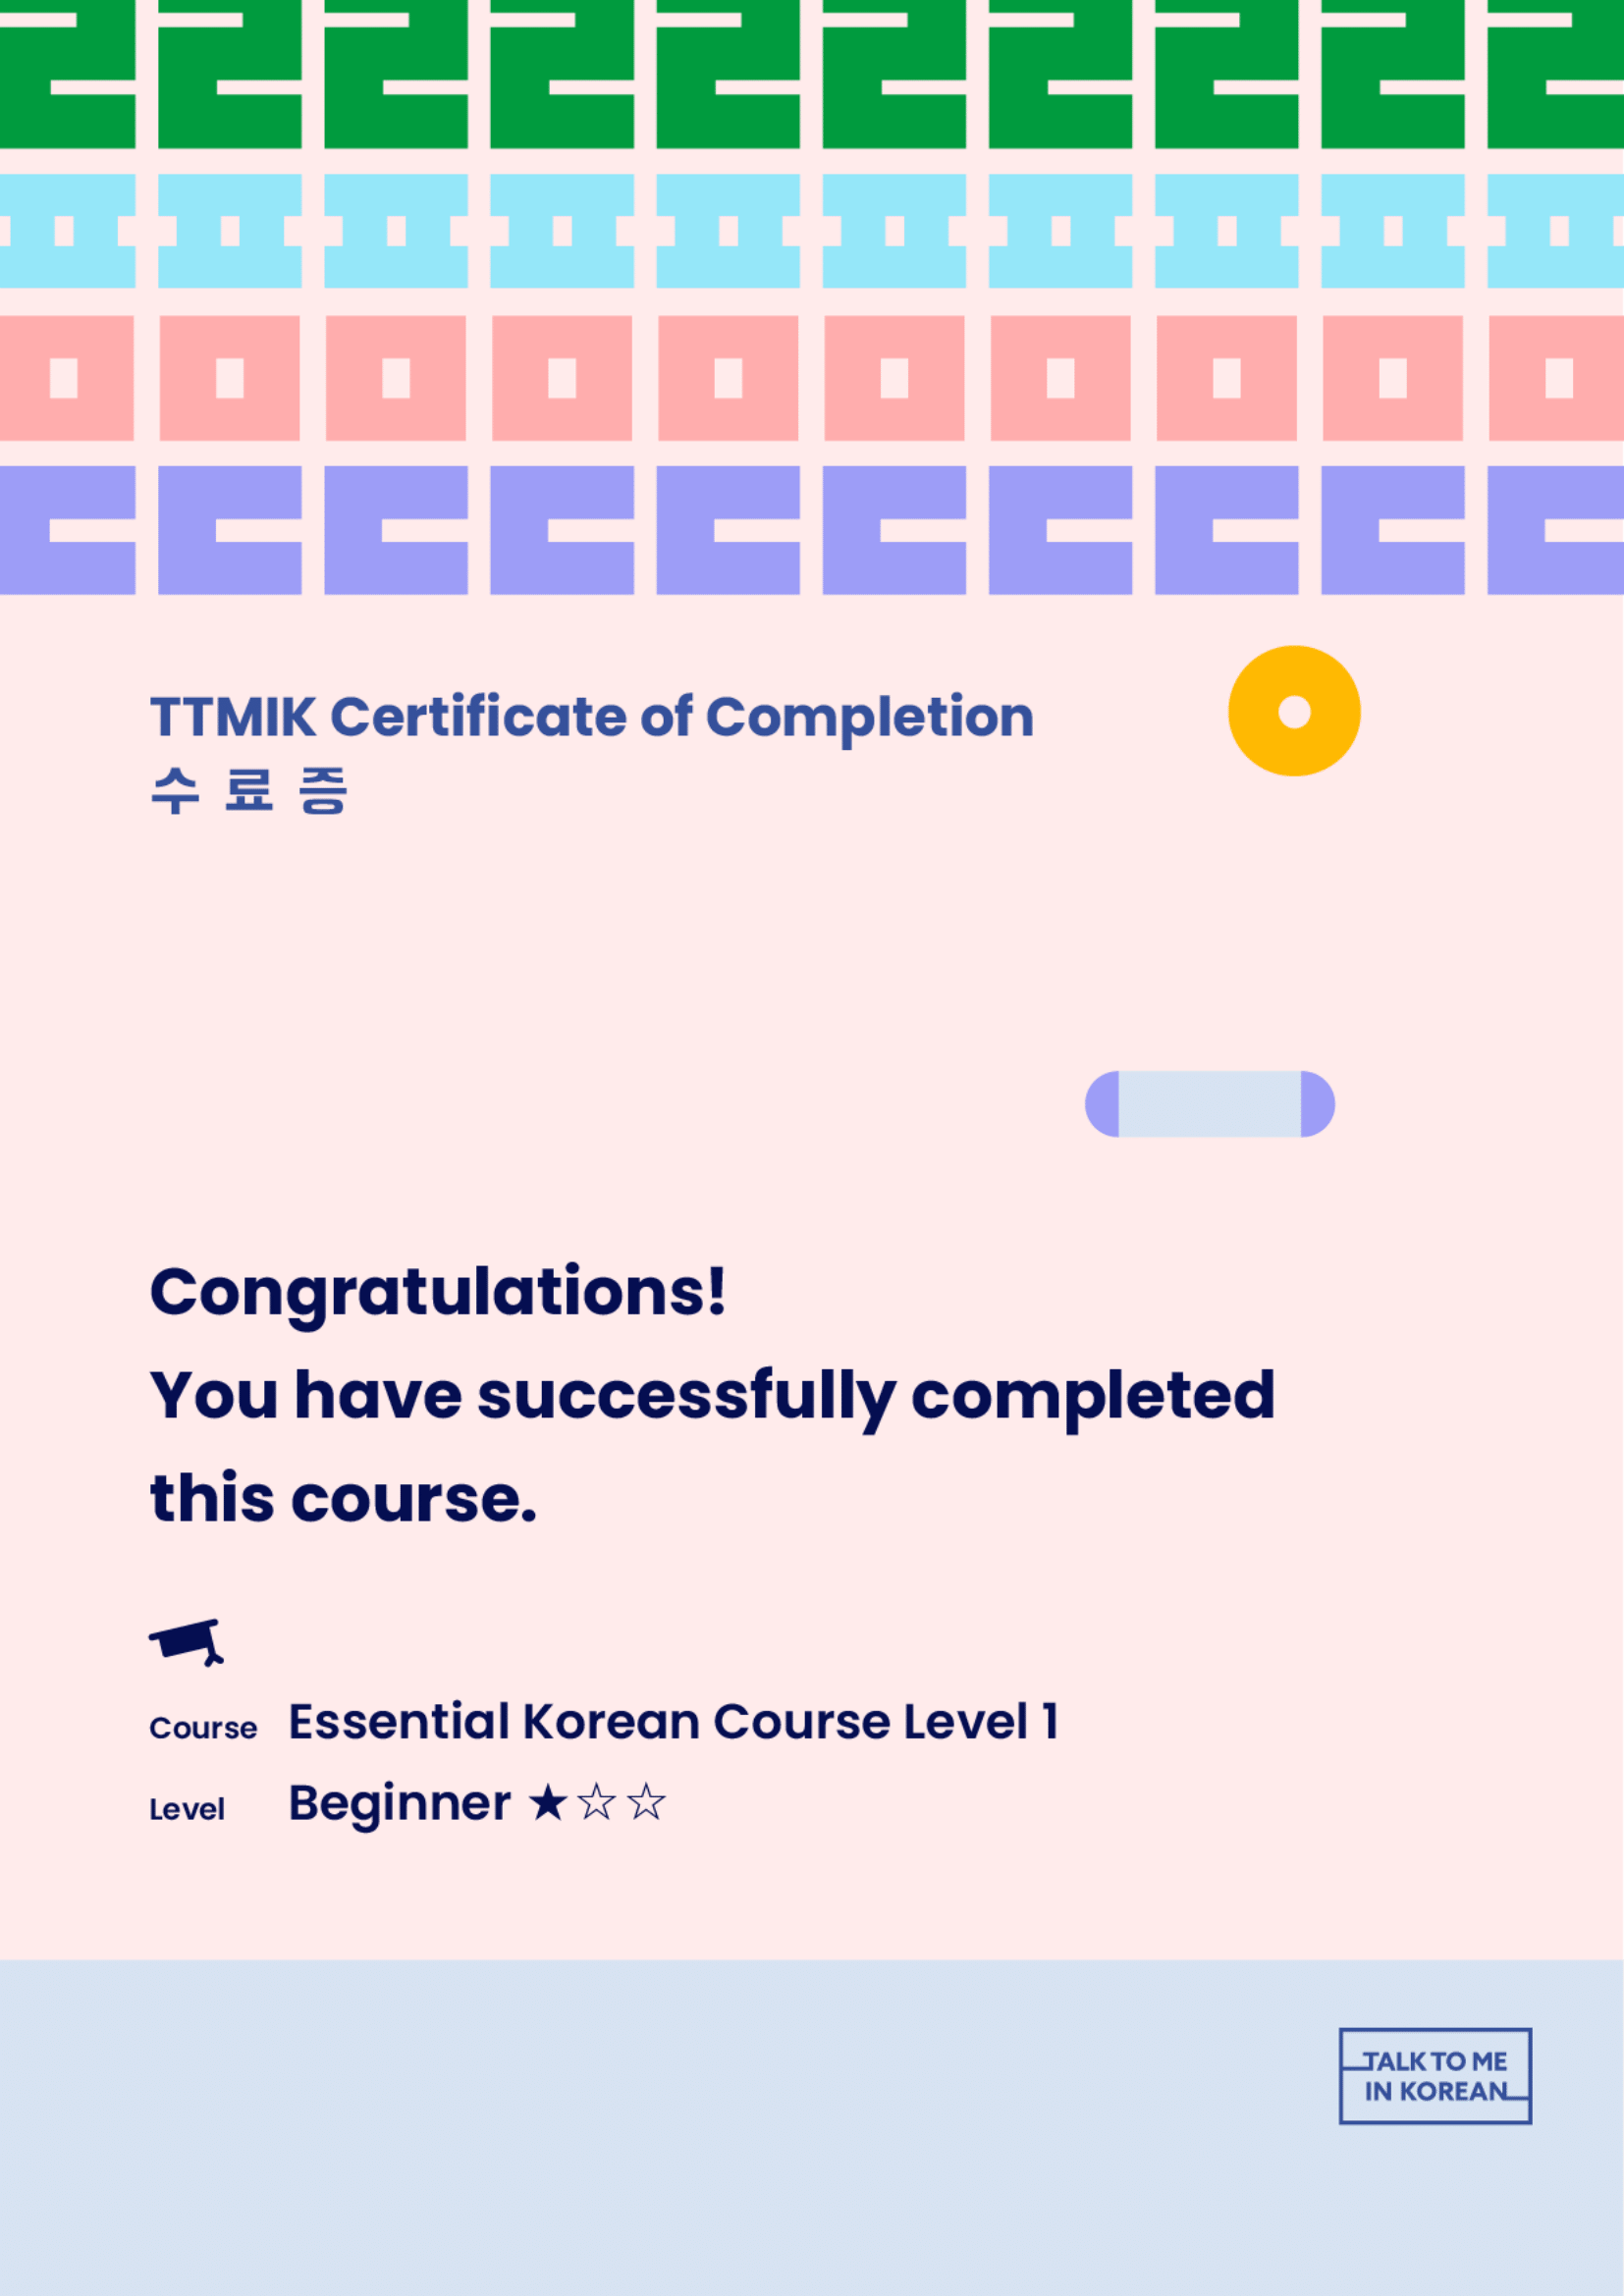 TTMIK Certificate of Completion
수 료 증
Congratulations!
You have successfully completed
this course.
Course Essential Korean Course Level 1
Level Beginner ★☆☆
TALK TO ME
IN KOREAN